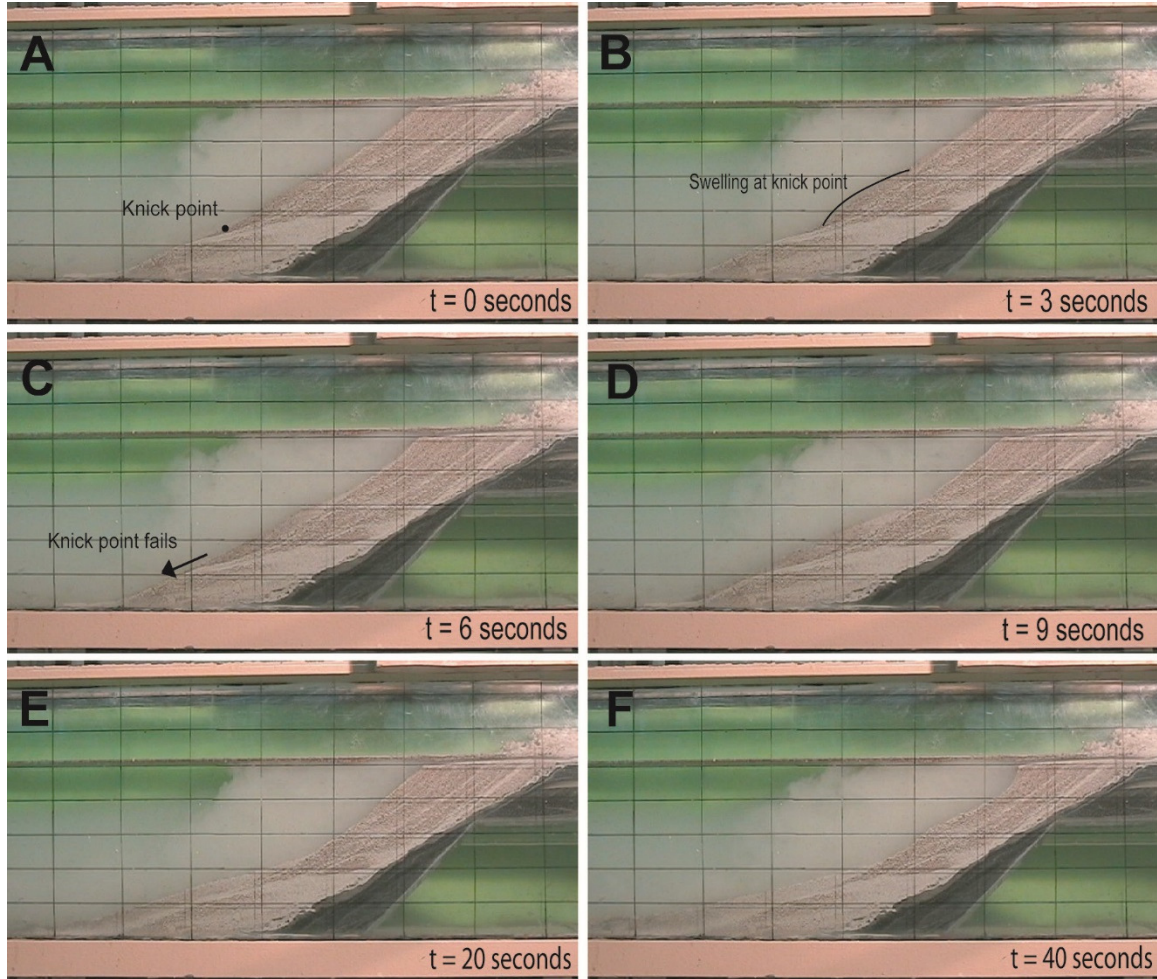 A
Knick point
t = 0 seconds
B
Swelling at knick point
t = 3 seconds
C
Knick point fails
t = 6 seconds
D
t = 9 seconds
E
t = 20 seconds
F
t = 40 seconds